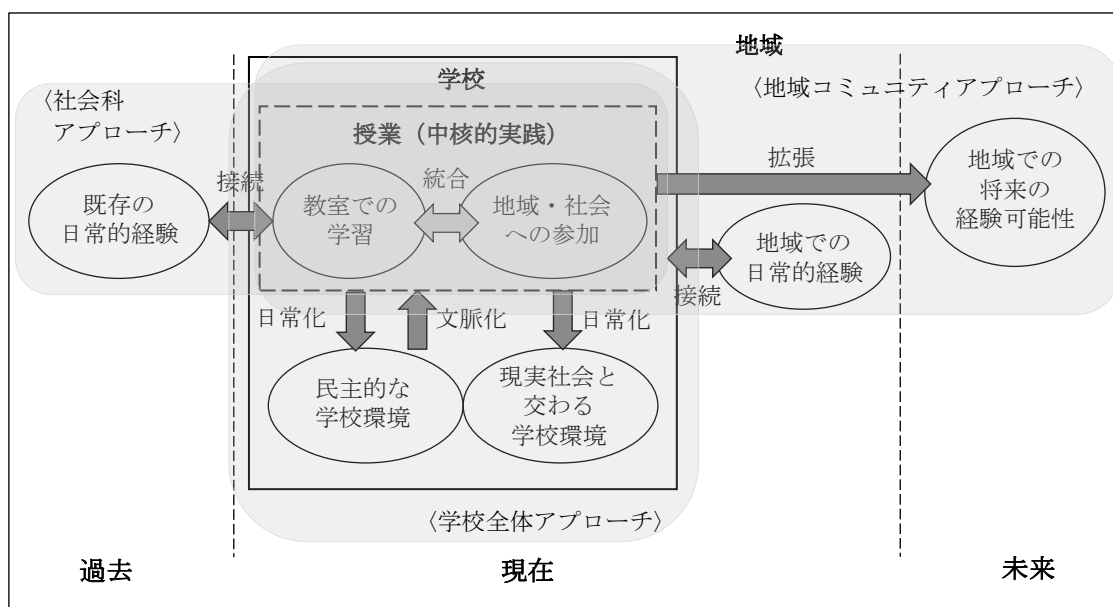 地域
学校
〈社会科
アプローチ〉
〈地域コミュニティアプローチ〉
授業（中核的実践）
拡張
接続
統合
既存の
日常的経験
教室での
学習
地域・社会
への参加
地域での
将来の
経験可能性
地域での
日常的経験
接続
日常化
文脈化
日常化
民主的な
学校環境
現実社会と
交わる
学校環境
〈学校全体アプローチ〉
過去
現在
未来